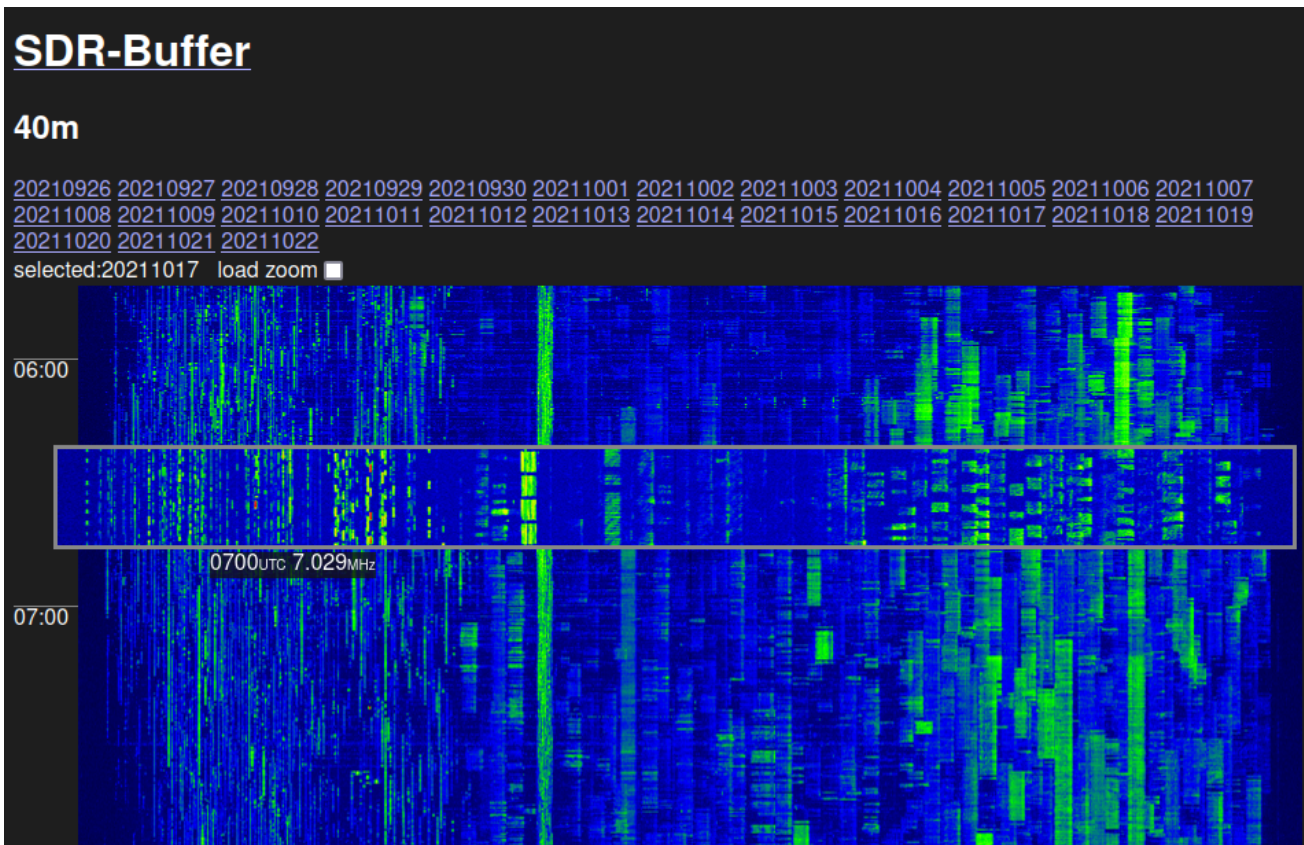 SDR-Buffer
40m
20210926 20210927 20210928 20210929 20210930 20211001 20211002 20211003 20211004 20211005 20211006 20211007
20211008 20211009 20211010 20211011 20211012 20211013 20211014 20211015 20211016 20211017 20211018 20211019
20211020 20211021 20211022
selected:20211017 load zoom
06:00
0700UTC 7.029MHz
07:00